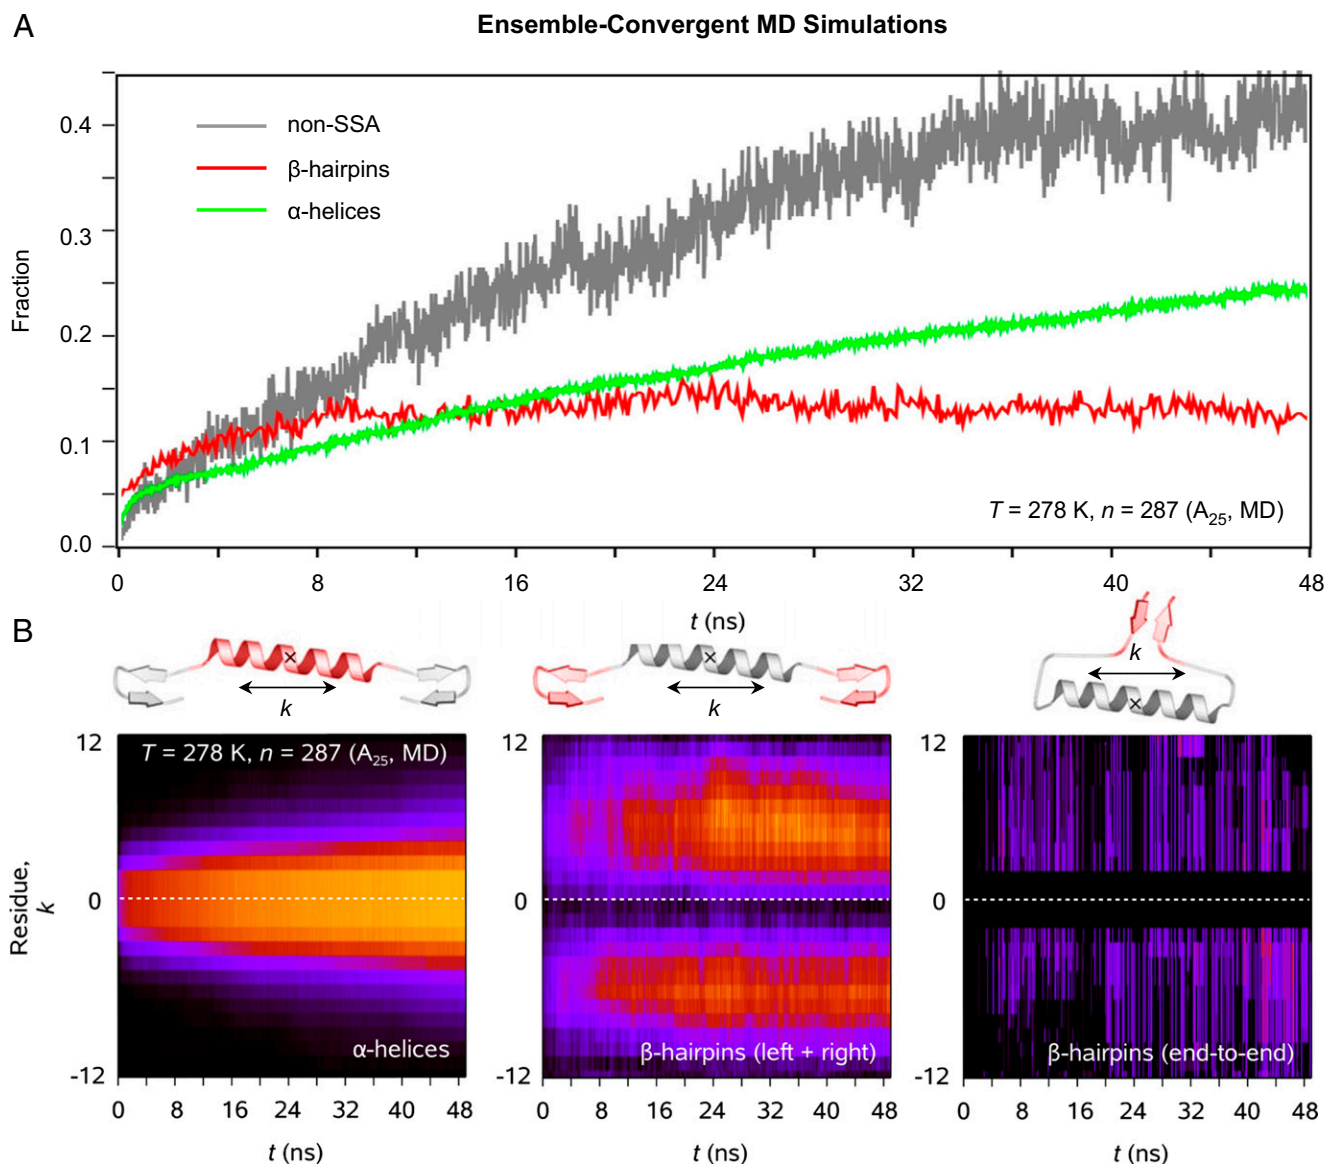 A
Ensemble-Convergent MD Simulations
non-SSA
β-hairpins
α-helices
Fraction
0.4
0.3
0.2
0.1
0.0
T = 278 K, n = 287 (A25, MD)
0 8 16 24 32 40 48
t (ns)
B
k
k
k
T = 278 K, n = 287 (A25, MD)
Residue, k
12
0
-12
α-helices
0 8 16 24 32 40 48
t (ns)
12
0
-12
β-hairpins (left + right)
0 8 16 24 32 40 48
t (ns)
12
0
-12
β-hairpins (end-to-end)
0 8 16 24 32 40 48
t (ns)